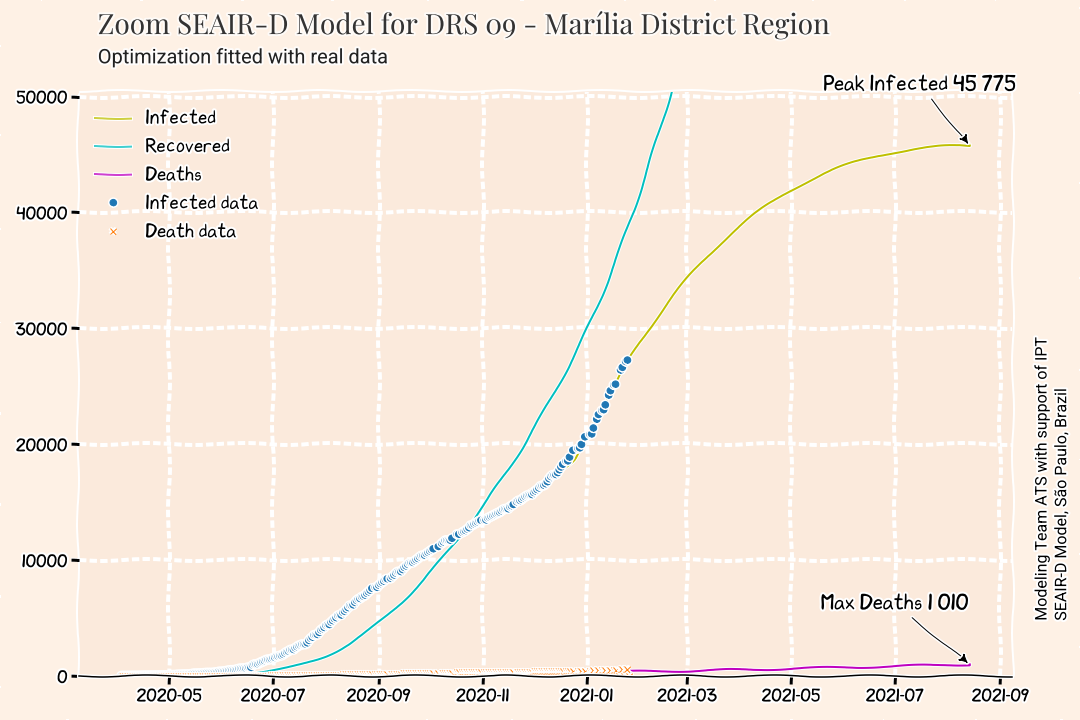 Zoom SEAIR-D Model for DRS 09 - Marília District Region
Optimization fitted with real data
Peak Infected 45 775
50000
Infected
Recovered
Deaths
Infected data
Death data
40000
30000
20000
10000
0
Max Deaths 1 010
2020-05
2020-07
2020-09
2020-11
2021-01
2021-03
2021-05
2021-07
2021-09
Modeling Team ATS with support of IPT
SEAIR-D Model, São Paulo, Brazil